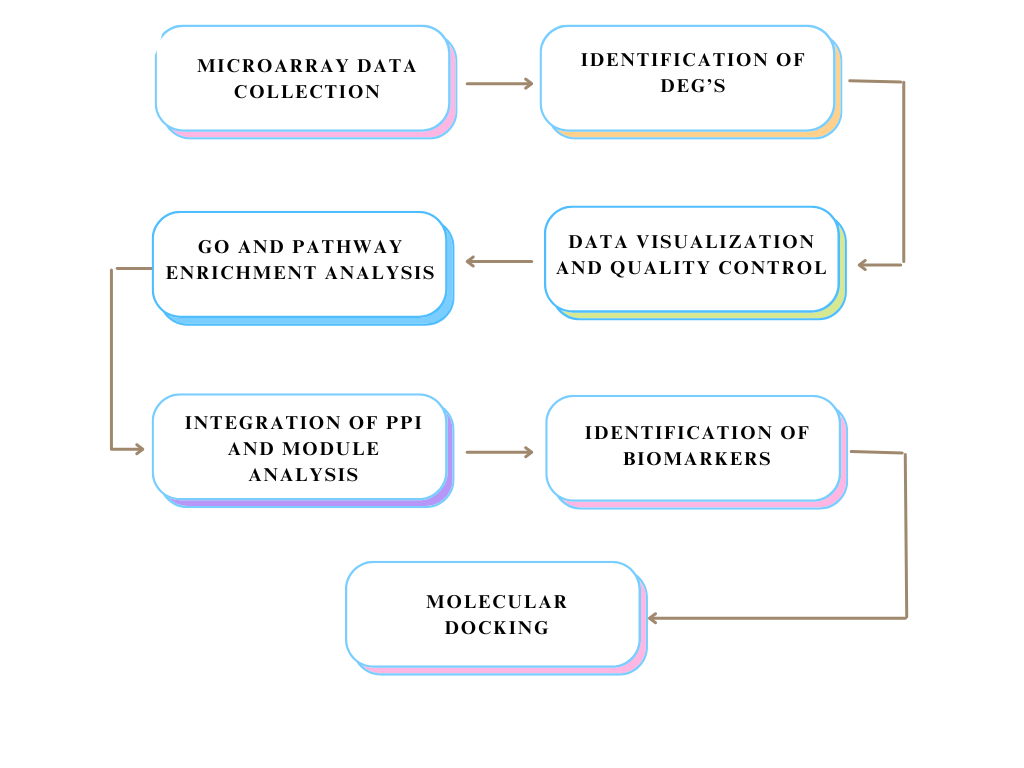 MICROARRAY DATA
COLLECTION
IDENTIFICATION OF
DEG’S
DATA VISUALIZATION
AND QUALITY CONTROL
GO AND PATHWAY
ENRICHMENT ANALYSIS
INTEGRATION OF PPI
AND MODULE
ANALYSIS
IDENTIFICATION OF
BIOMARKERS
MOLECULAR
DOCKING